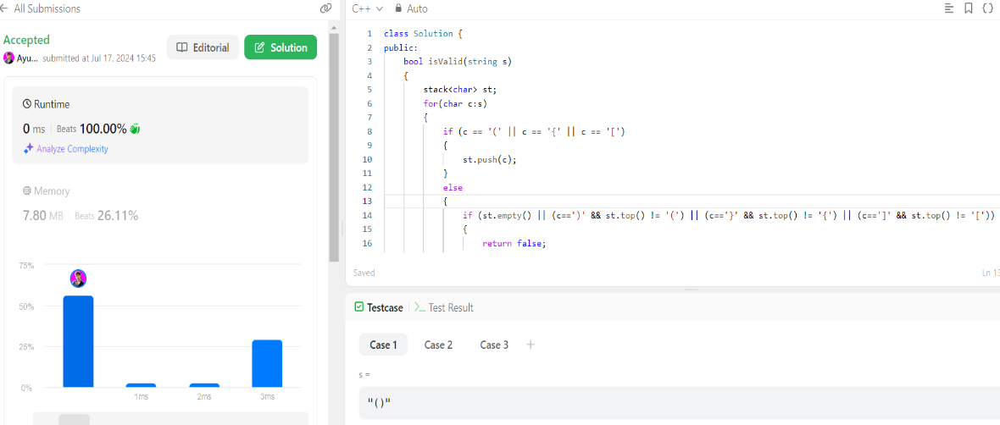 All Submissions
Accepted
Ayu... submitted at Jul 17, 2024 15:45
Editorial
Solution
Runtime
0 ms Beats 100.00%
Analyze Complexity
Memory
7.80 MB Beats 26.11%
75%
50%
25%
0%
1ms 2ms 3ms
C++ Auto
1 class Solution {
2 public:
3 bool isValid(string s)
4 {
5 stack<char> st;
6 for(char c:s)
7 {
8 if (c == '(' || c == '{' || c == '[')
9 {
10 st.push(c);
11 }
12 else
13 {
14 if (st.empty() || (c==')' && st.top() != '(') || (c=='}' && st.top() != '{') || (c==']' && st.top() != '['))
15 {
16 return false;
Saved
Ln 13
Testcase
Test Result
Case 1 Case 2 Case 3 +
s =
"()"